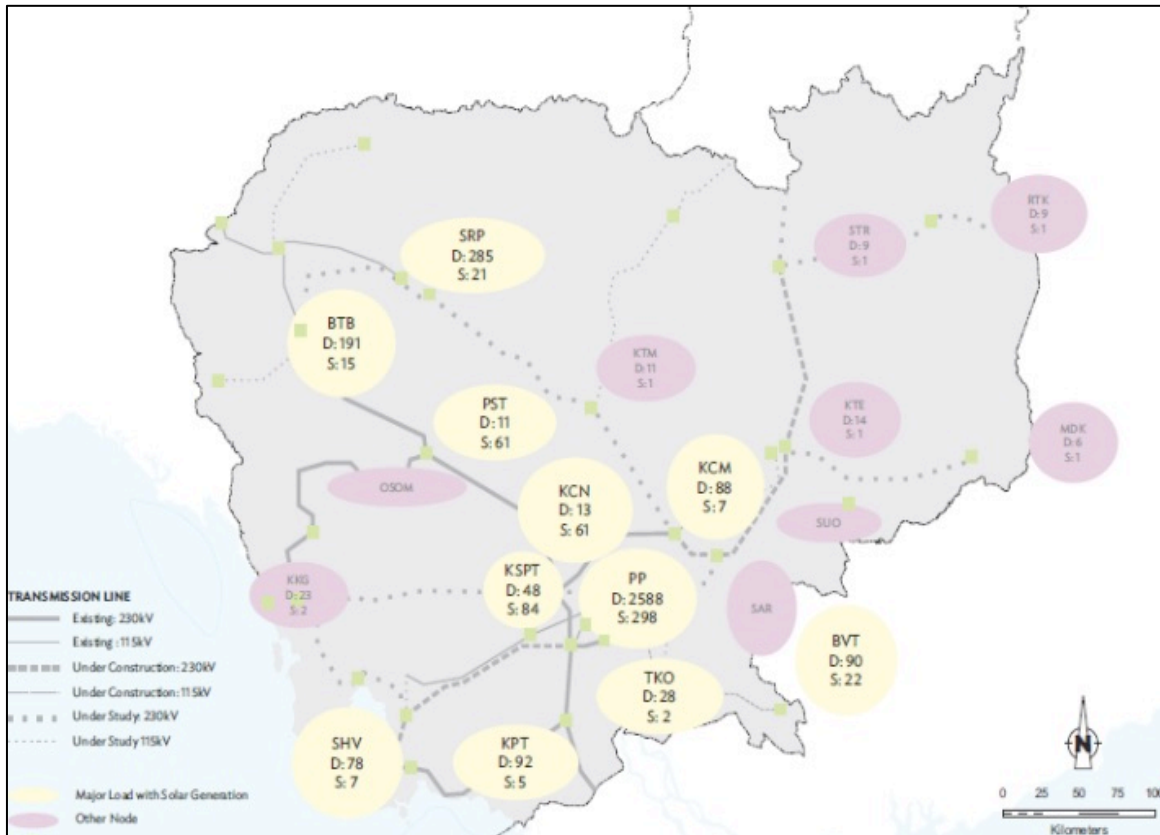 RTK
D: 9
S: 1
STR
D: 9
S: 1
SRP
D: 285
S: 21
BTB
D: 191
S: 15
KTM
D: 11
S: 1
PST
D: 11
S: 61
KTE
D: 14
S: 1
MDK
D: 6
S: 1
OSOM
KCM
D: 88
S: 7
KCN
D: 13
S: 61
SUO
KSPT
D: 48
S: 84
PP
D: 2588
S: 298
KKG
D: 23
S: 2
SAR
BVT
D: 90
S: 22
TKO
D: 28
S: 2
SHV
D: 78
S: 7
KPT
D: 92
S: 5
TRANSMISSION LINE
Existing: 230kV
Existing : 115kV
Under Construction: 230kV
Under Construction: 115kV
Under Study: 230kV
Under Study 115kV
Major Load with Solar Generation
Other Node
N
0 25 50 75 100
Kilometers